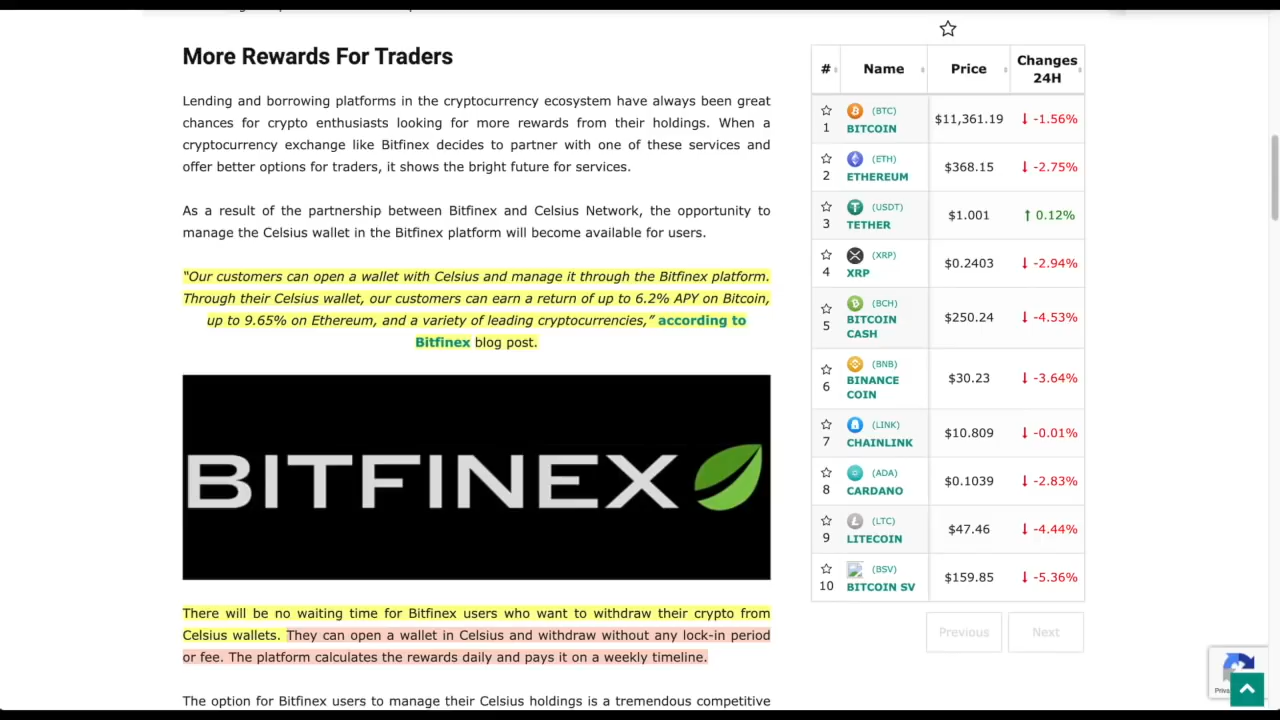 More Rewards For Traders
Lending and borrowing platforms in the cryptocurrency ecosystem have always been great
chances for crypto enthusiasts looking for more rewards from their holdings. When a
cryptocurrency exchange like Bitfinex decides to partner with one of these services and
offer better options for traders, it shows the bright future for services.
As a result of the partnership between Bitfinex and Celsius Network, the opportunity to
manage the Celsius wallet in the Bitfinex platform will become available for users.
“Our customers can open a wallet with Celsius and manage it through the Bitfinex platform.
Through their Celsius wallet, our customers can earn a return of up to 6.2% APY on Bitcoin,
up to 9.65% on Ethereum, and a variety of leading cryptocurrencies,” according to
Bitfinex blog post.
BITFINEX
There will be no waiting time for Bitfinex users who want to withdraw their crypto from
Celsius wallets. They can open a wallet in Celsius and withdraw without any lock-in period
or fee. The platform calculates the rewards daily and pays it on a weekly timeline.
The option for Bitfinex users to manage their Celsius holdings is a tremendous competitive
# Name Price Changes
24H
1 (BTC) BITCOIN $11,361.19 -1.56%
2 (ETH) ETHEREUM $368.15 -2.75%
3 (USDT) TETHER $1.001 0.12%
4 (XRP) XRP $0.2403 -2.94%
5 (BCH) BITCOIN CASH $250.24 -4.53%
6 (BNB) BINANCE COIN $30.23 -3.64%
7 (LINK) CHAINLINK $10.809 -0.01%
8 (ADA) CARDANO $0.1039 -2.83%
9 (LTC) LITECOIN $47.46 -4.44%
10 (BSV) BITCOIN SV $159.85 -5.36%
Previous Next